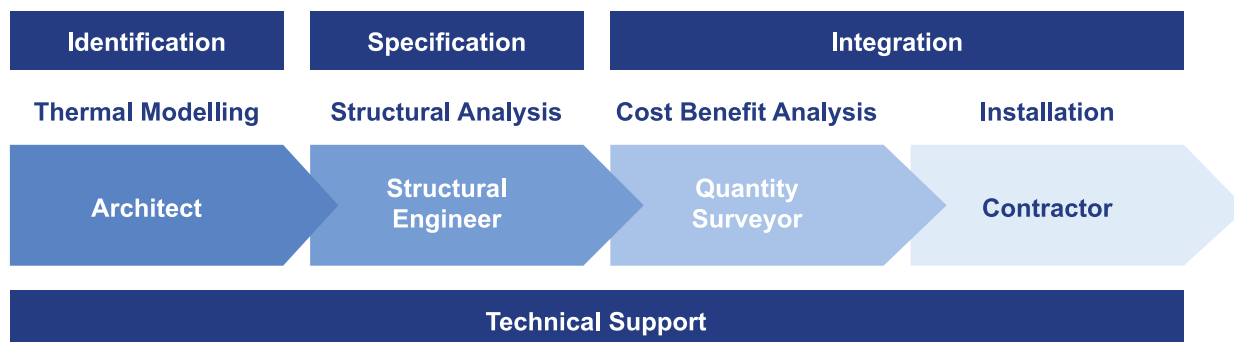 Identification
Specification
Integration
Thermal Modelling
Structural Analysis
Cost Benefit Analysis
Installation
Architect
Structural
Engineer
Quantity
Surveyor
Contractor
Technical Support